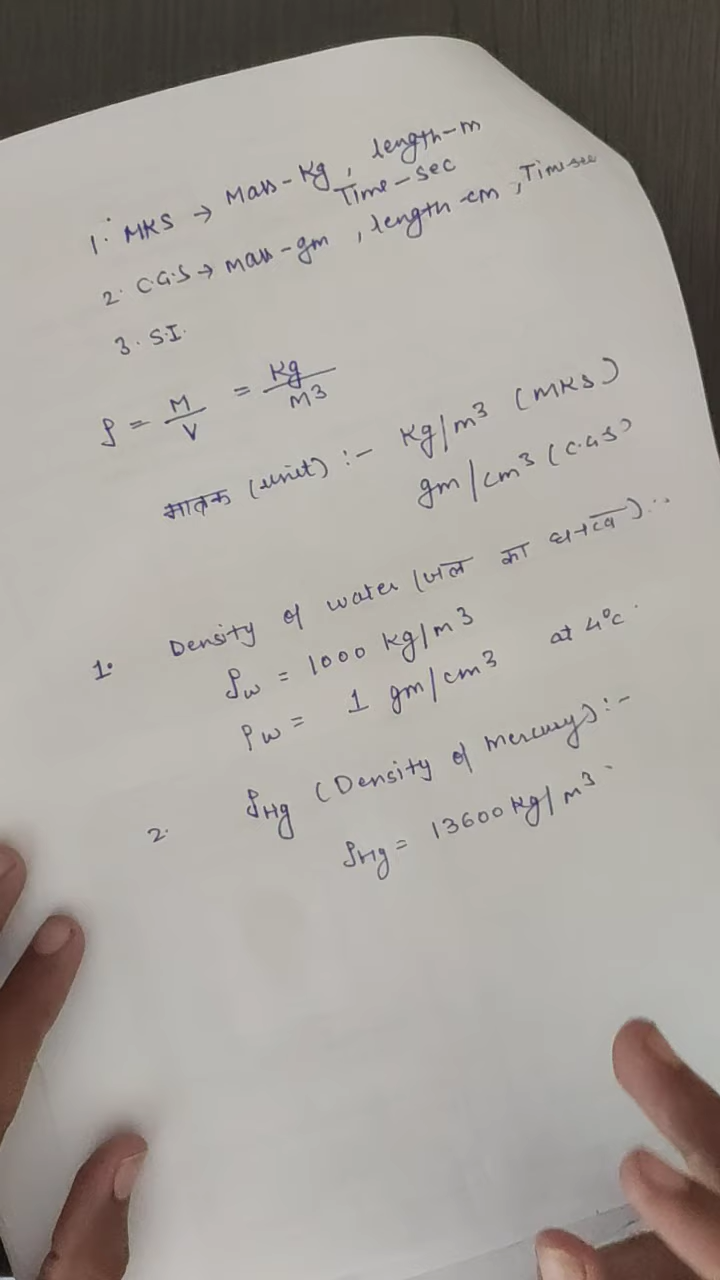 1. MKS → Mass - Kg, length - m
Time - sec
2. C.G.S → mass - gm, length - cm, Time sec
3. S.I.
ρ = M/V = Kg/M3
मात्रक (unit) :- Kg/m³ (MKS)
gm/cm³ (C.G.S)
1. Density of water (जल का घनत्व) :-
ρw = 1000 kg/m3
ρw = 1 gm/cm3 at 4°C.
2. ρHg (Density of mercury) :-
ρHg = 13600 Kg/m3.